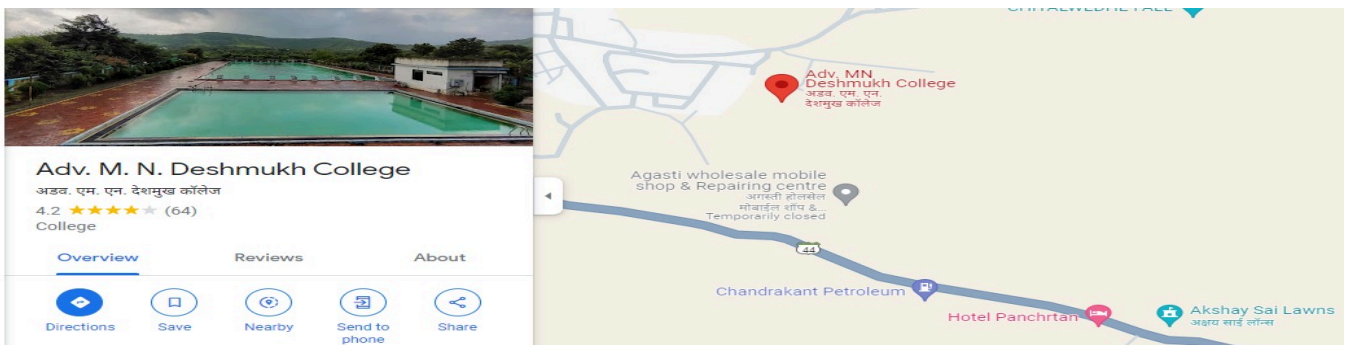 Adv. M. N. Deshmukh College
अडव. एम. एन. देशमुख कॉलेज
4.2 ★★★★★ (64)
College
Overview Reviews About
Directions Save Nearby Send to
phone
Share
Adv. MN
Deshmukh College
अडव. एम. एन.
देशमुख कॉलेज
Agasti wholesale mobile
shop & Repairing centre
अगस्ती होलसेल
मोबाईल शॉप &...
Temporarily closed
44
Chandrakant Petroleum
Hotel Panchrtan
Akshay Sai Lawns
अक्षय साई लॉन्स